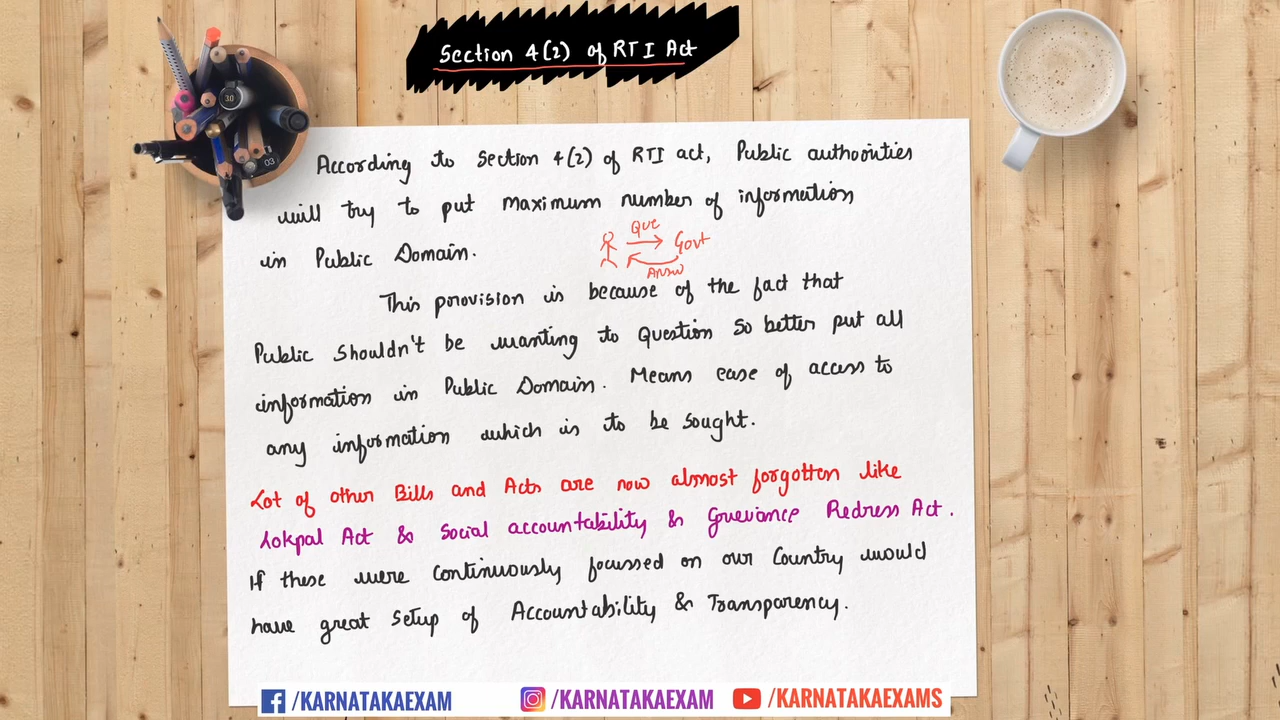 Section 4(2) of RTI Act
According to Section 4(2) of RTI act, Public authorities
will try to put maximum number of information
in Public Domain.
Que
Govt
Answ
This provision is because of the fact that
Public shouldn't be wanting to Question so better put all
information in Public Domain. Means ease of access to
any information which is to be sought.
Lot of other Bills and Acts are now almost forgotten like
Lokpal Act & Social accountability & Grievance Redress Act.
If these were continuously focussed on our Country would
have great setup of Accountability & Transparency.
/KARNATAKAEXAM /KARNATAKAEXAM /KARNATAKAEXAMS
30
03